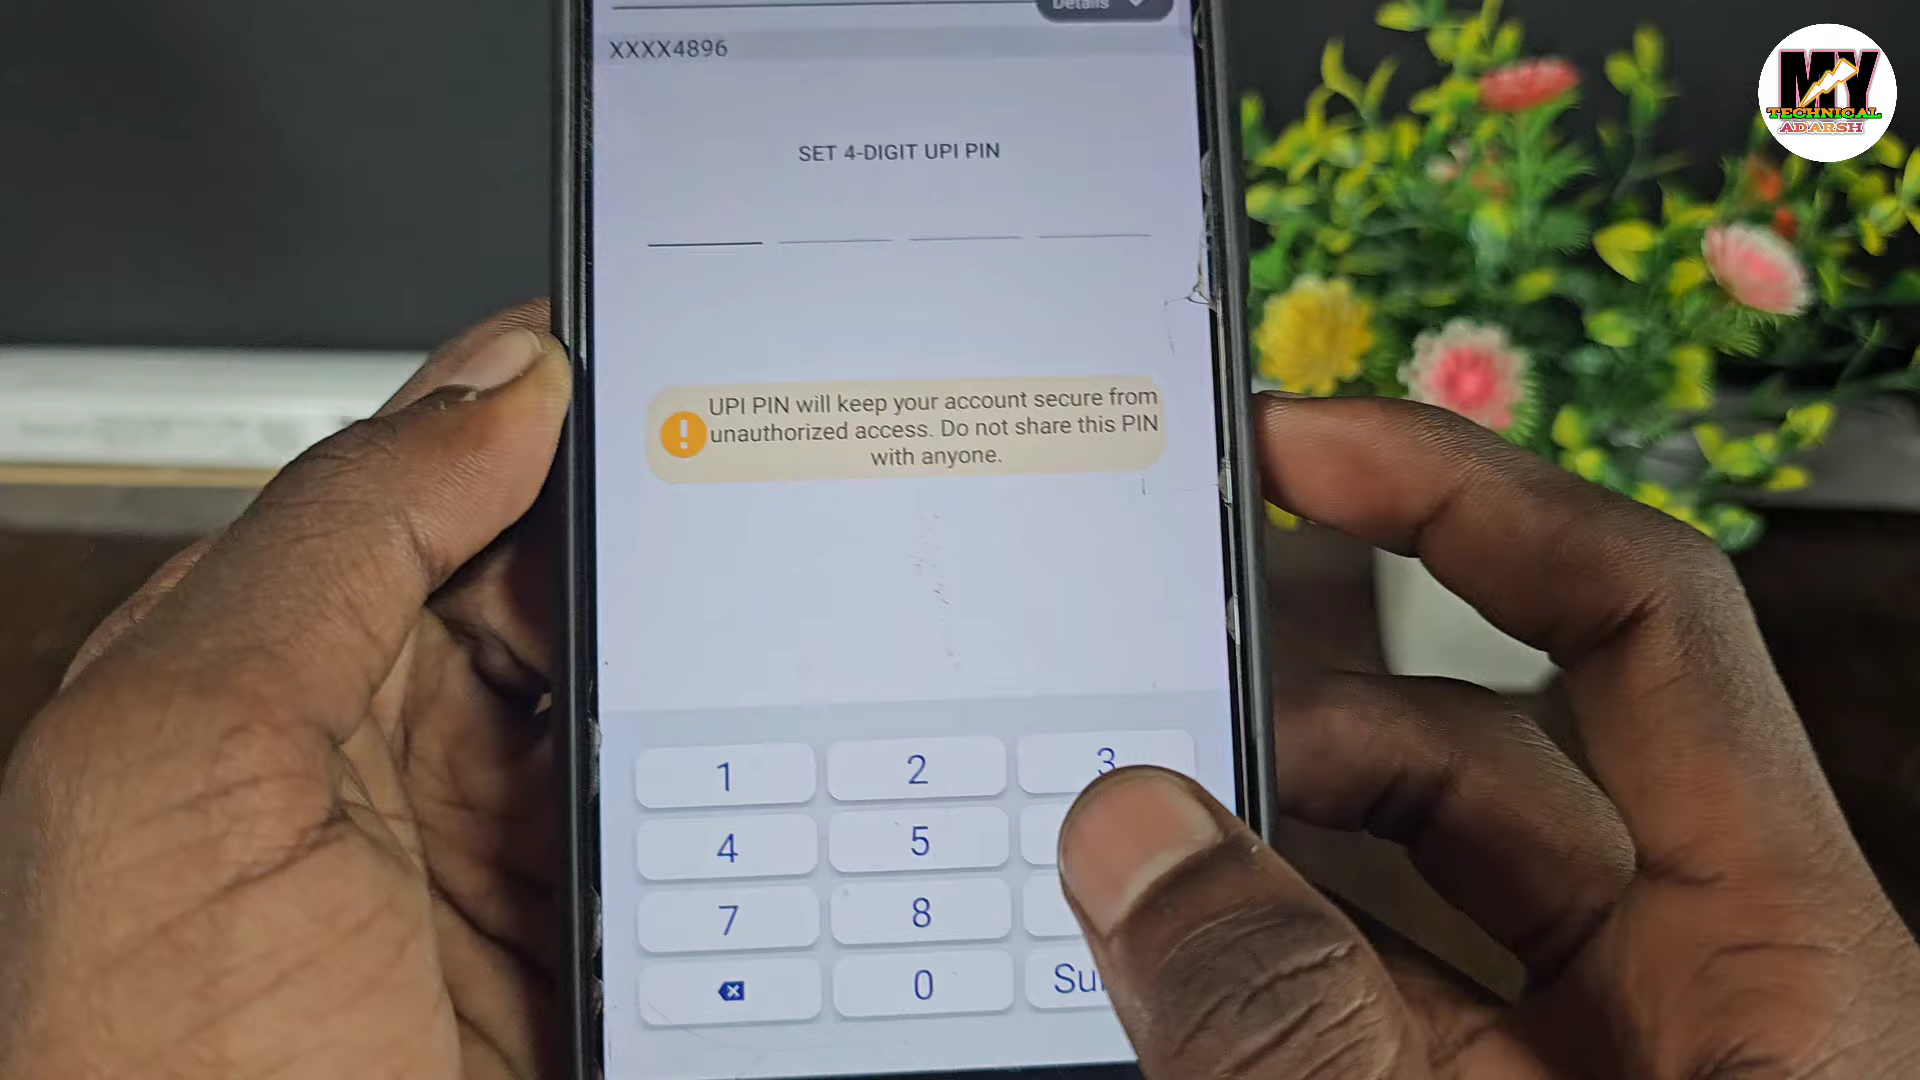 Details
XXXX4896
SET 4-DIGIT UPI PIN
UPI PIN will keep your account secure from
unauthorized access. Do not share this PIN
with anyone.
1 2 3
4 5
7 8
0 Su
MY
TECHNICAL
ADARSH